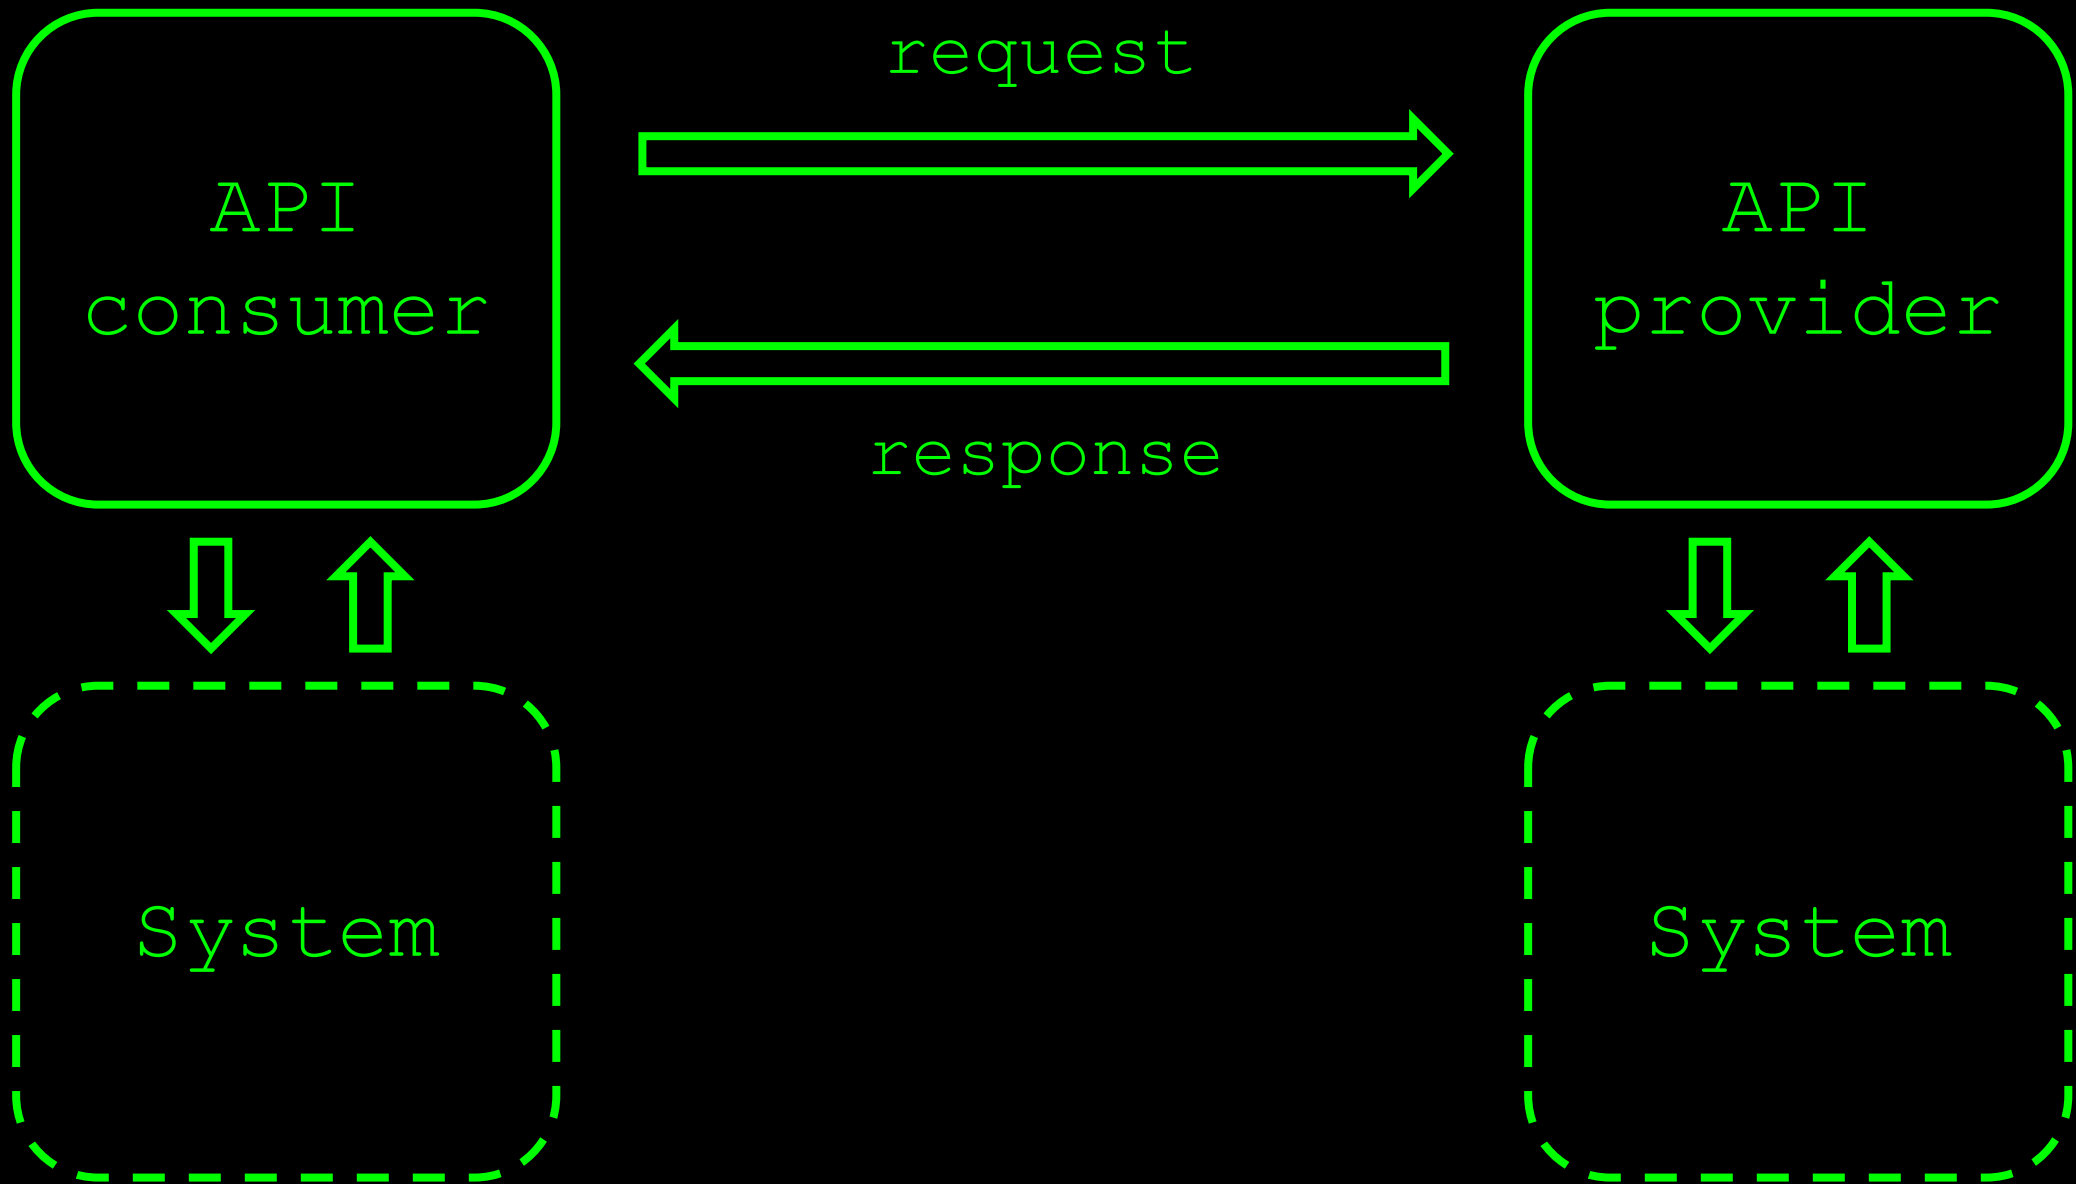 request
API
consumer
API
provider
response
System
System